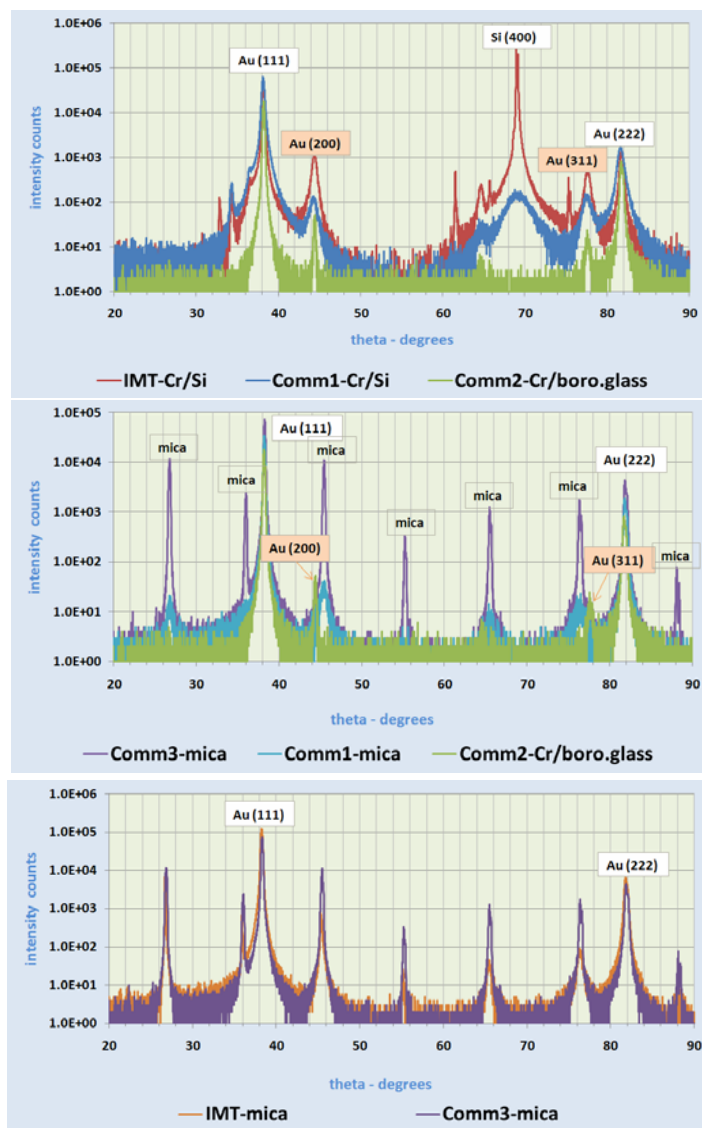 1.0E+06
1.0E+05
1.0E+04
1.0E+03
1.0E+02
1.0E+01
1.0E+00
intensity counts
Au (111)
Au (200)
Si (400)
Au (311)
Au (222)
20 30 40 50 60 70 80 90
theta - degrees
IMT-Cr/Si Comm1-Cr/Si Comm2-Cr/boro.glass
1.0E+05
1.0E+04
1.0E+03
1.0E+02
1.0E+01
1.0E+00
intensity counts
mica
mica
Au (111)
mica
Au (200)
mica
mica
mica
Au (222)
Au (311)
mica
20 30 40 50 60 70 80 90
theta - degrees
Comm3-mica Comm1-mica Comm2-Cr/boro.glass
1.0E+06
1.0E+05
1.0E+04
1.0E+03
1.0E+02
1.0E+01
1.0E+00
intensity counts
Au (111)
Au (222)
20 30 40 50 60 70 80 90
theta - degrees
IMT-mica Comm3-mica